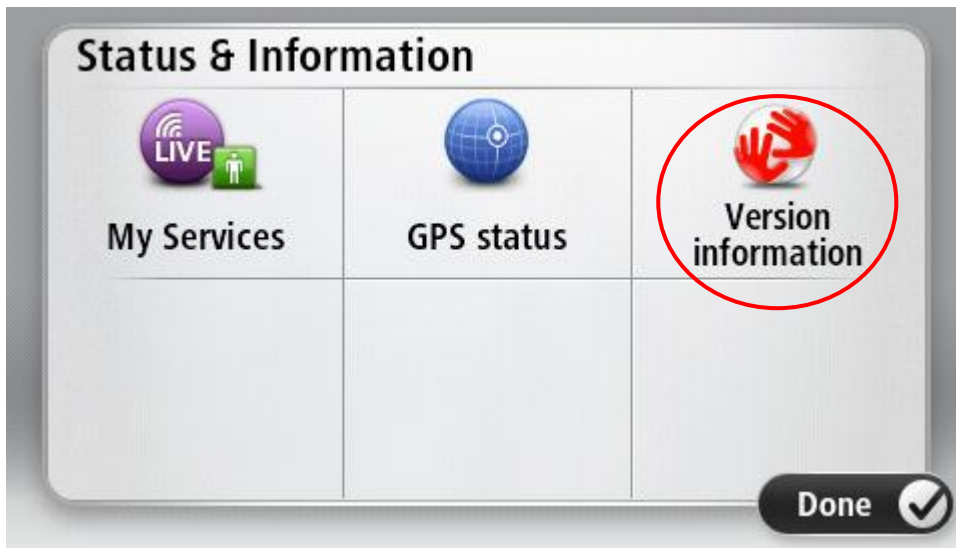 Status & Information
LIVE
My Services
GPS status
Version
information
Done